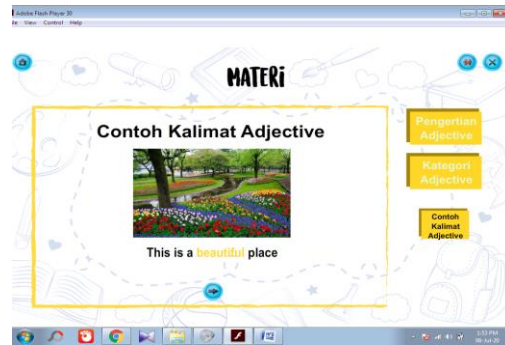 Adobe Flash Player 20
View Control Help
MATERi
Contoh Kalimat Adjective
This is a beautiful place
Pengertian
Adjective
Kategori
Adjective
Contoh
Kalimat
Adjective